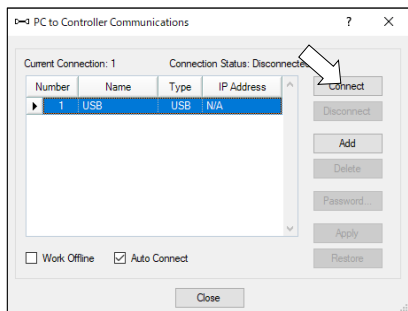 PC to Controller Communications
Current Connection: 1 Connection Status: Disconnected
Number Name Type IP Address
1 USB USB N/A
Connect
Disconnect
Add
Delete
Password...
Apply
Restore
Work Offline Auto Connect
Close